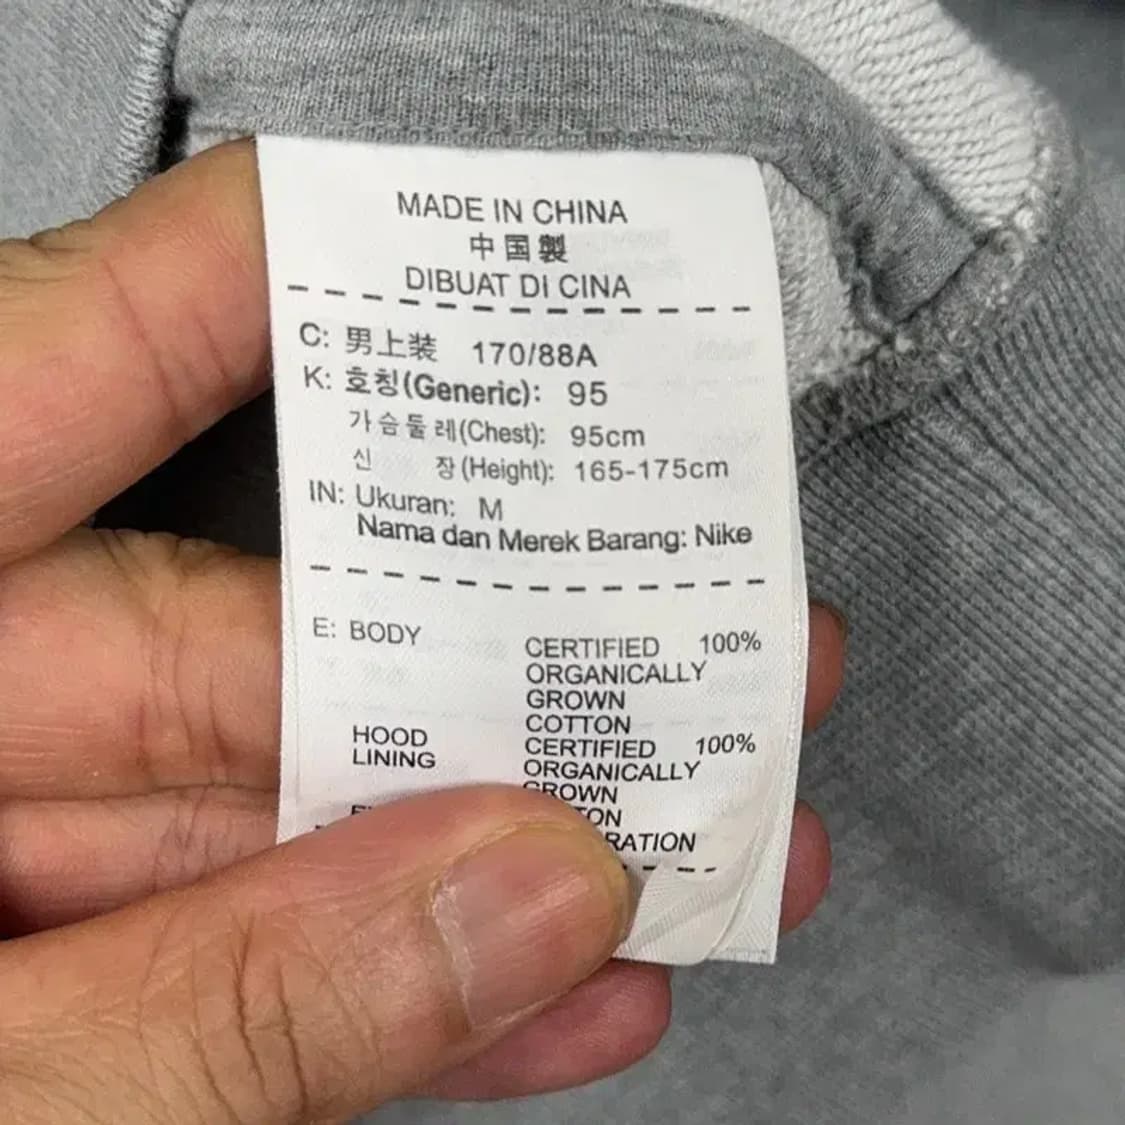 MADE IN CHINA
中国製
DIBUAT DI CINA
C: 男上装 170/88A
K: 호칭(Generic): 95
가슴둘레(Chest): 95cm
신 장(Height): 165-175cm
IN: Ukuran: M
Nama dan Merek Barang: Nike
E: BODY CERTIFIED 100%
ORGANICALLY
GROWN
COTTON
HOOD CERTIFIED 100%
LINING ORGANICALLY
GROWN